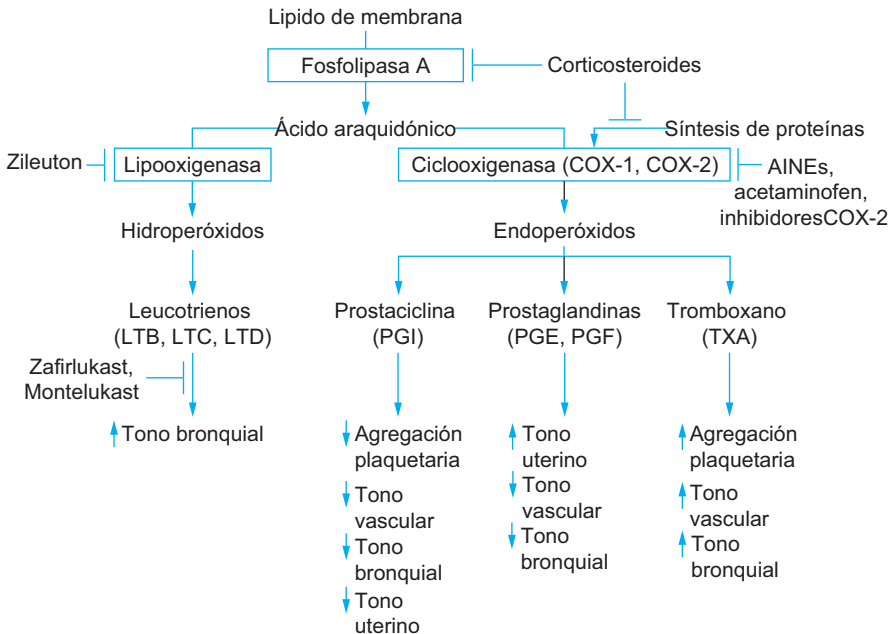 Lipido de membrana
Fosfolipasa A
Corticosteroides
Ácido araquidónico
Síntesis de proteínas
Zileuton
Lipooxigenasa
Ciclooxigenasa (COX-1, COX-2)
AINEs,
acetaminofen,
inhibidoresCOX-2
Hidroperóxidos
Endoperóxidos
Leucotrienos
(LTB, LTC, LTD)
Prostaciclina
(PGI)
Prostaglandinas
(PGE, PGF)
Tromboxano
(TXA)
Zafirlukast,
Montelukast
Tono bronquial
Agregación
plaquetaria
Tono
vascular
Tono
bronquial
Tono
uterino
Tono
uterino
Tono
vascular
Tono
bronquial
Agregación
plaquetaria
Tono
vascular
Tono
bronquial